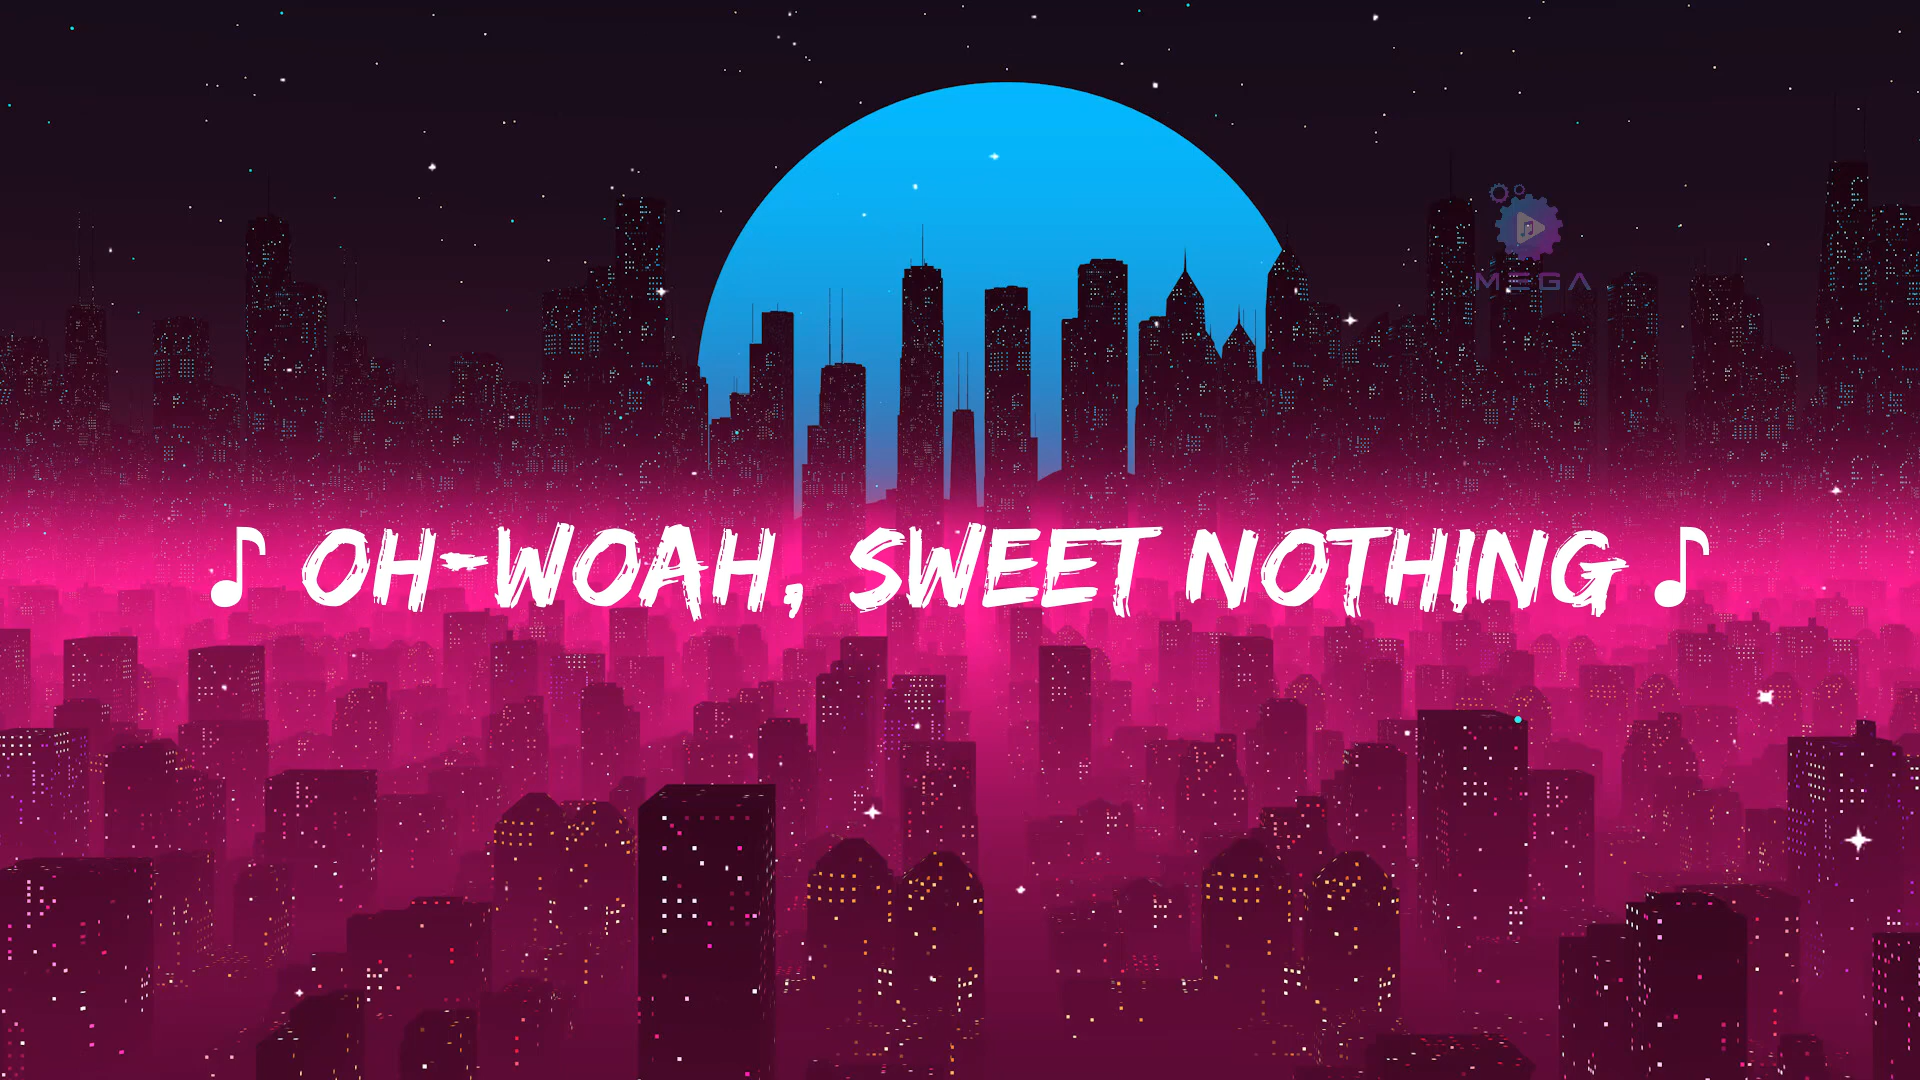 MEGA
♪ OH-WOAH, SWEET NOTHING ♪